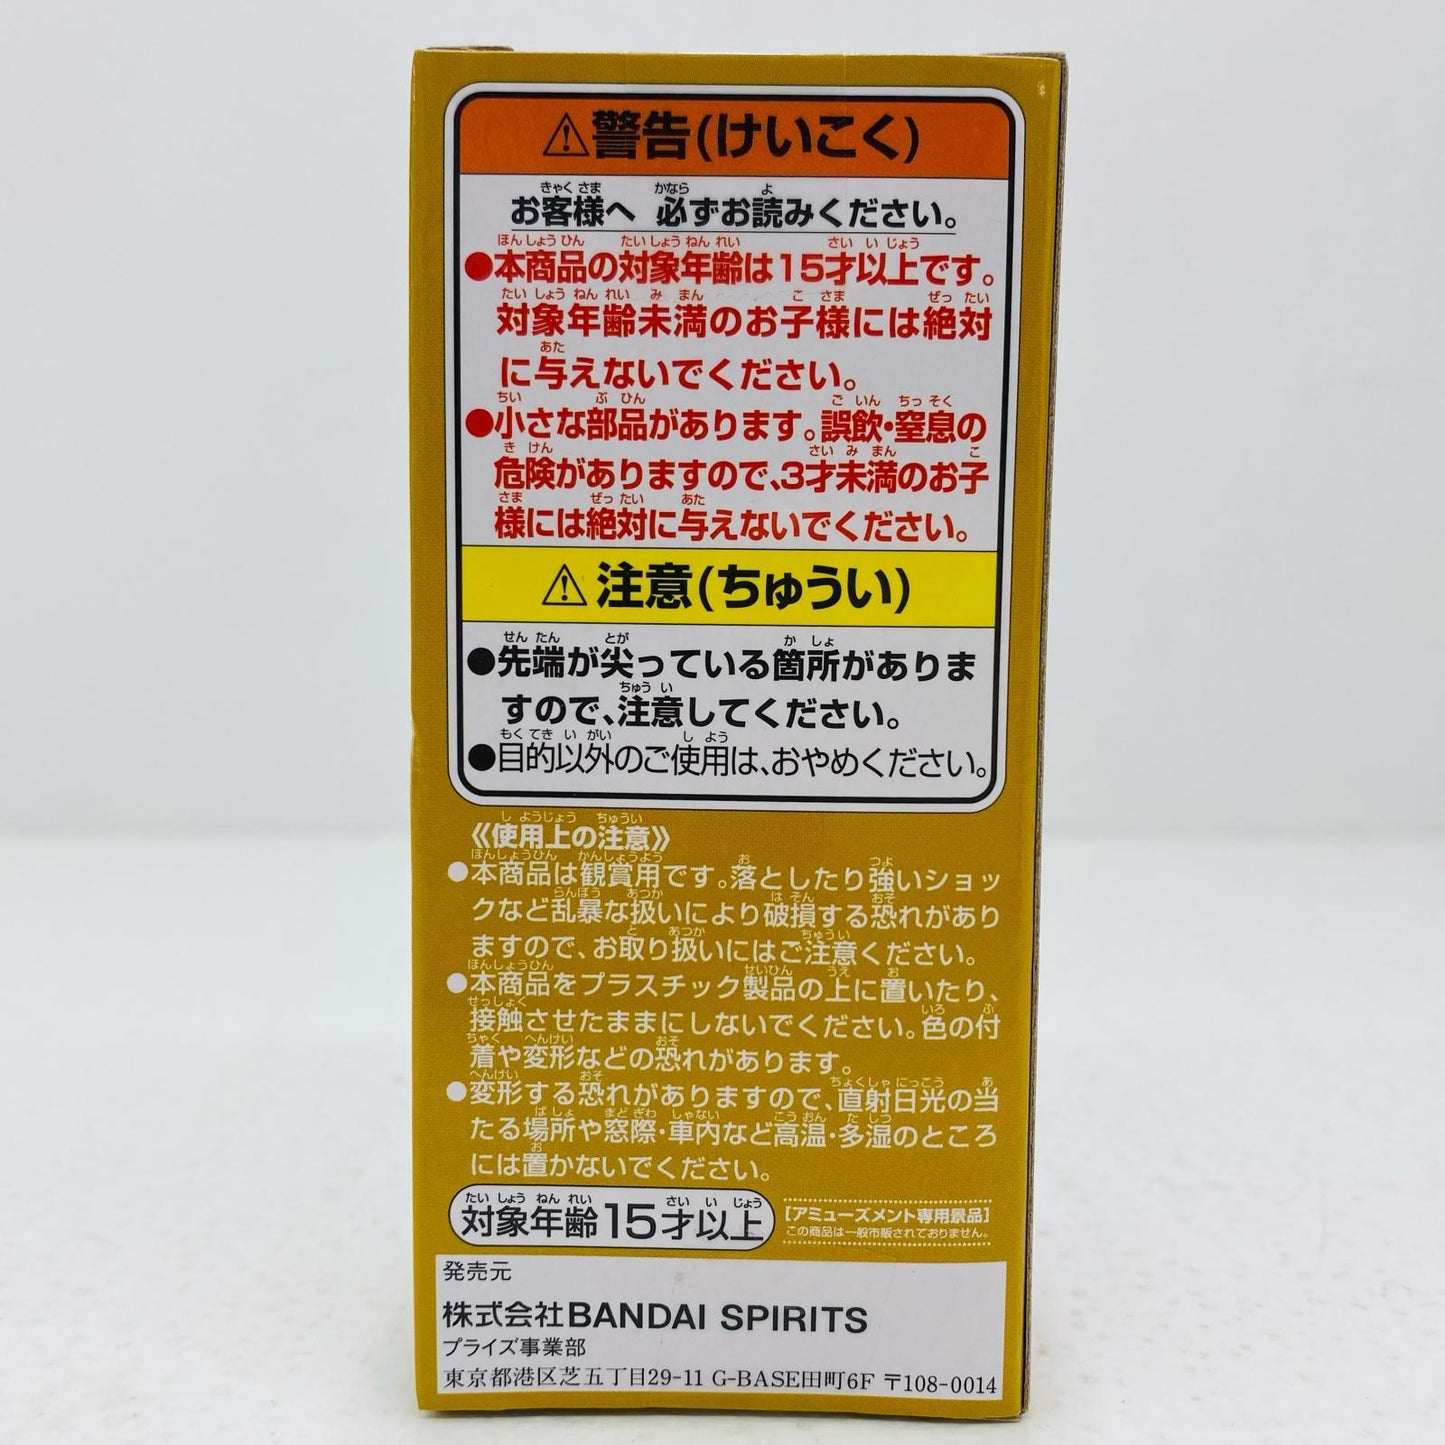 ⚠警告(けいこく)
お客様へ 必ずお読みください。
●本商品の対象年齢は15才以上です。
対象年齢未満のお子様には絶対
に与えないでください。
●小さな部品があります。誤飲・窒息の
危険がありますので、3才未満のお子
様には絶対に与えないでください。
⚠注意(ちゅうい)
●先端が尖っている箇所がありま
すので、注意してください。
●目的以外のご使用は、おやめください。
《使用上の注意》
●本商品は観賞用です。落としたり強いショッ
クなど乱暴な扱いにより破損する恐れがあり
ますので、お取り扱いにはご注意ください。
●本商品をプラスチック製品の上に置いたり、
接触させたままにしないでください。色の付
着や変形などの恐れがあります。
●変形する恐れがありますので、直射日光の当
たる場所や窓際・車内など高温・多湿のところ
には置かないでください。
対象年齢15才以上
[アミューズメント専用景品]
この商品は一般市販されておりません。
発売元
株式会社BANDAI SPIRITS
プライズ事業部
東京都港区芝五丁目29-11 G-BASE田町6F 〒108-0014